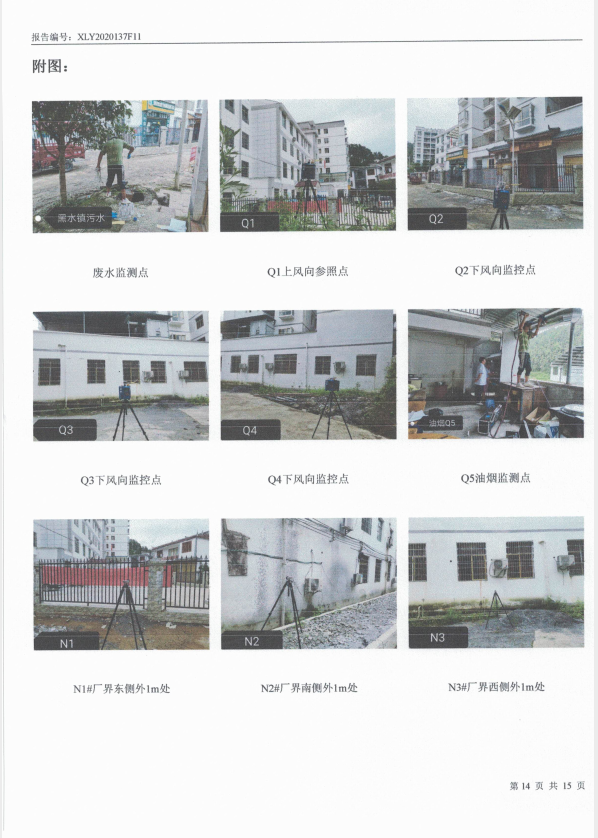 报告编号：XLY2020137F11
附图：
污水镇污水
Q1
Q2
废水监测点
Q1上风向参照点
Q2下风向监控点
Q3
Q4
油烟Q5
Q3下风向监控点
Q4下风向监控点
Q5油烟监测点
N1
N2
N3
N1#厂界东侧外1m处
N2#厂界南侧外1m处
N3#厂界西侧外1m处
第 14 页 共 15 页